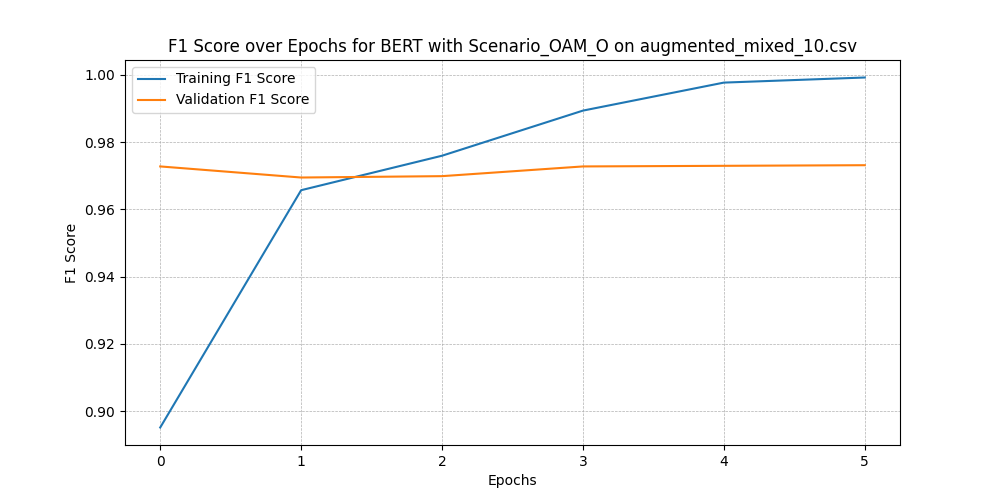 F1 Score over Epochs for BERT with Scenario_OAM_O on augmented_mixed_10.csv
Training F1 Score
Validation F1 Score
1.00
0.98
0.96
0.94
0.92
0.90
F1 Score
0 1 2 3 4 5
Epochs